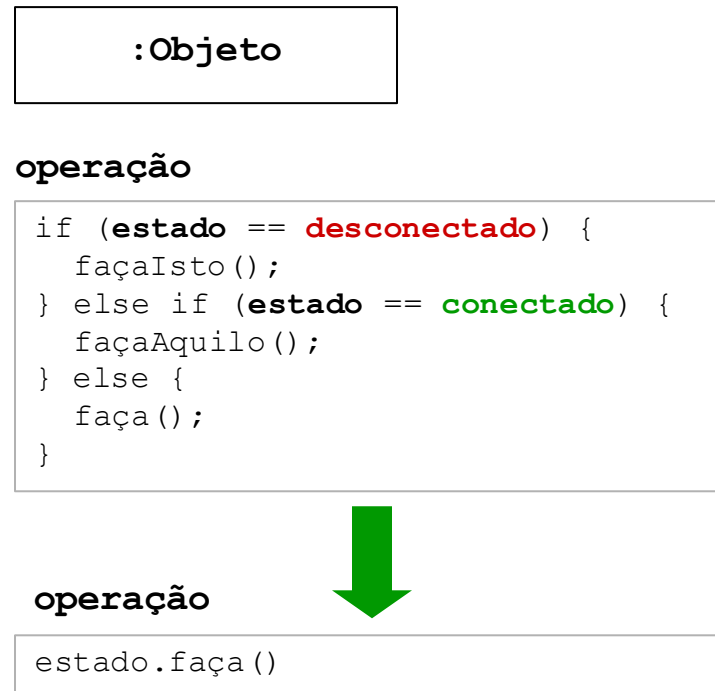 :Objeto
operação
if (estado == desconectado) {
  façaIsto();
} else if (estado == conectado) {
  façaAquilo();
} else {
  faça();
}
operação
estado.faça()